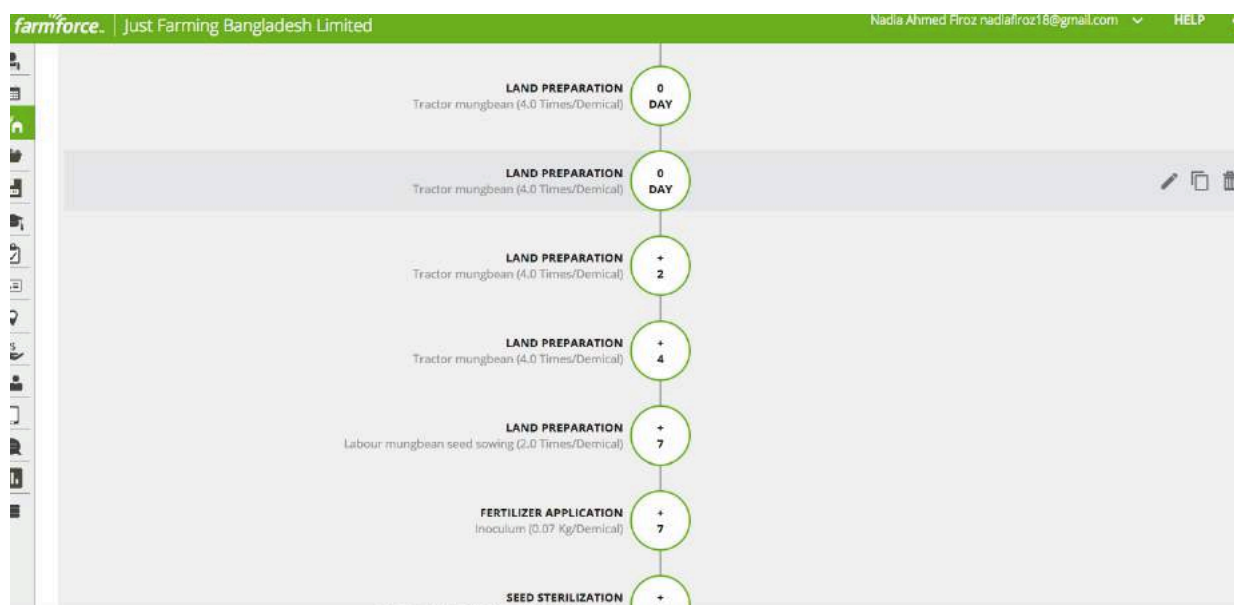 farmforce. | Just Farming Bangladesh Limited
Nadia Ahmed Firoz nadiafiroz18@gmail.com
HELP
LAND PREPARATION
Tractor mungbean (4.0 Times/Demical)
0
DAY
LAND PREPARATION
Tractor mungbean (4.0 Times/Demical)
0
DAY
LAND PREPARATION
Tractor mungbean (4.0 Times/Demical)
+
2
LAND PREPARATION
Tractor mungbean (4.0 Times/Demical)
+
4
LAND PREPARATION
Labour mungbean seed sowing (2.0 Times/Demical)
+
7
FERTILIZER APPLICATION
Inoculum (0.07 Kg/Demical)
+
7
SEED STERILIZATION
+